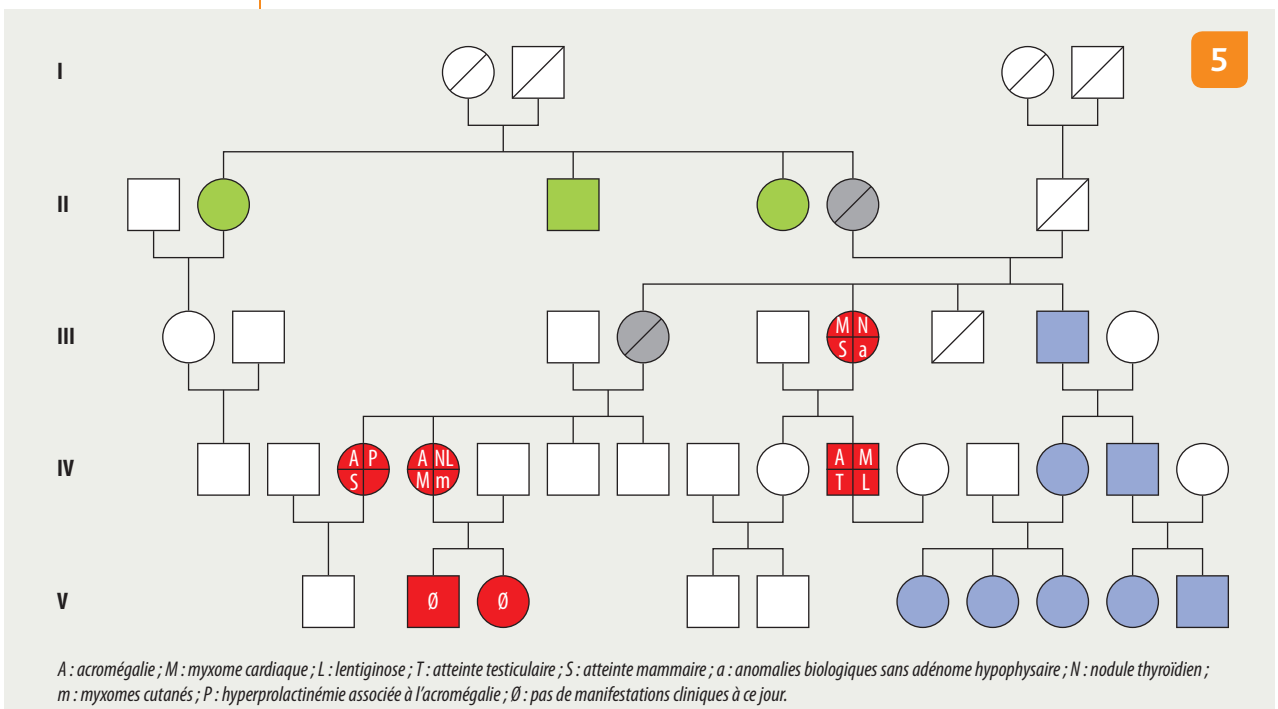 5
I
II
III
M N
S a
IV
A P
S
A NL
M m
A M
T L
V
Ø
Ø
A : acromégalie ; M : myxome cardiaque ; L : lentiginose ; T : atteinte testiculaire ; S : atteinte mammaire ; a : anomalies biologiques sans adénome hypophysaire ; N : nodule thyroïdien ;
m : myxomes cutanés ; P : hyperprolactinémie associée à l'acromégalie ; Ø : pas de manifestations cliniques à ce jour.